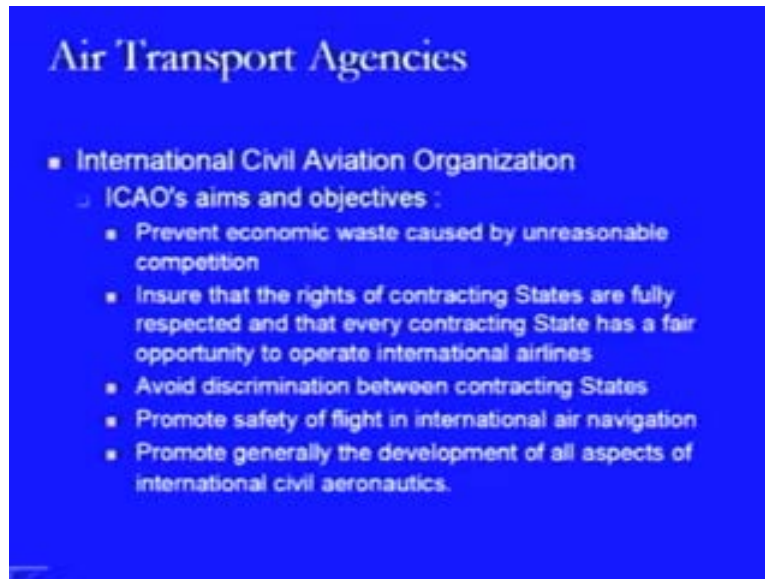 Air Transport Agencies
International Civil Aviation Organization
ICAO's aims and objectives :
Prevent economic waste caused by unreasonable
competition
Insure that the rights of contracting States are fully
respected and that every contracting State has a fair
opportunity to operate international airlines
Avoid discrimination between contracting States
Promote safety of flight in international air navigation
Promote generally the development of all aspects of
international civil aeronautics.